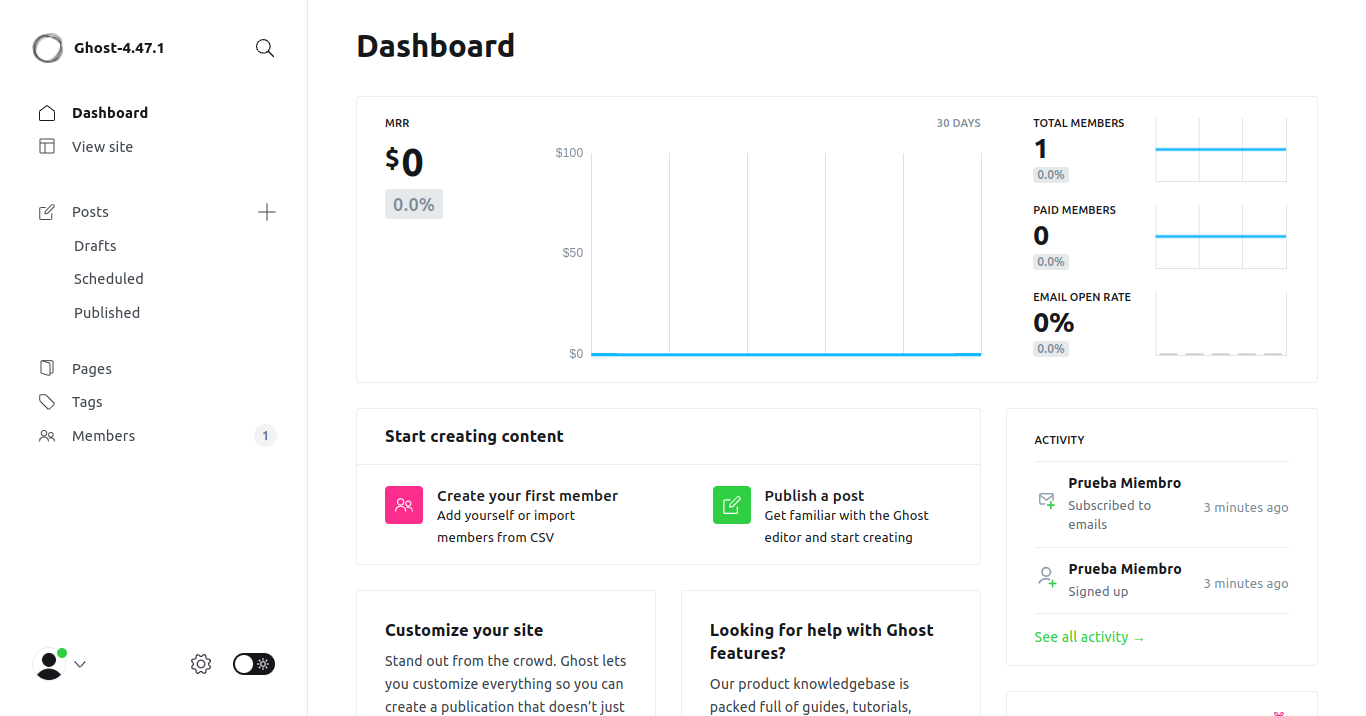 Ghost-4.47.1
Dashboard
View site
Posts
Drafts
Scheduled
Published
Pages
Tags
Members
1
Dashboard
MRR
$0
0.0%
30 DAYS
$100
$50
$0
TOTAL MEMBERS
1
0.0%
PAID MEMBERS
0
0.0%
EMAIL OPEN RATE
0%
0.0%
Start creating content
Create your first member
Add yourself or import
members from CSV
Publish a post
Get familiar with the Ghost
editor and start creating
ACTIVITY
Prueba Miembro
Subscribed to
emails
3 minutes ago
Prueba Miembro
Signed up
3 minutes ago
See all activity →
Customize your site
Stand out from the crowd. Ghost lets
you customize everything so you can
create a publication that doesn’t just
Looking for help with Ghost
features?
Our product knowledgebase is
packed full of guides, tutorials,